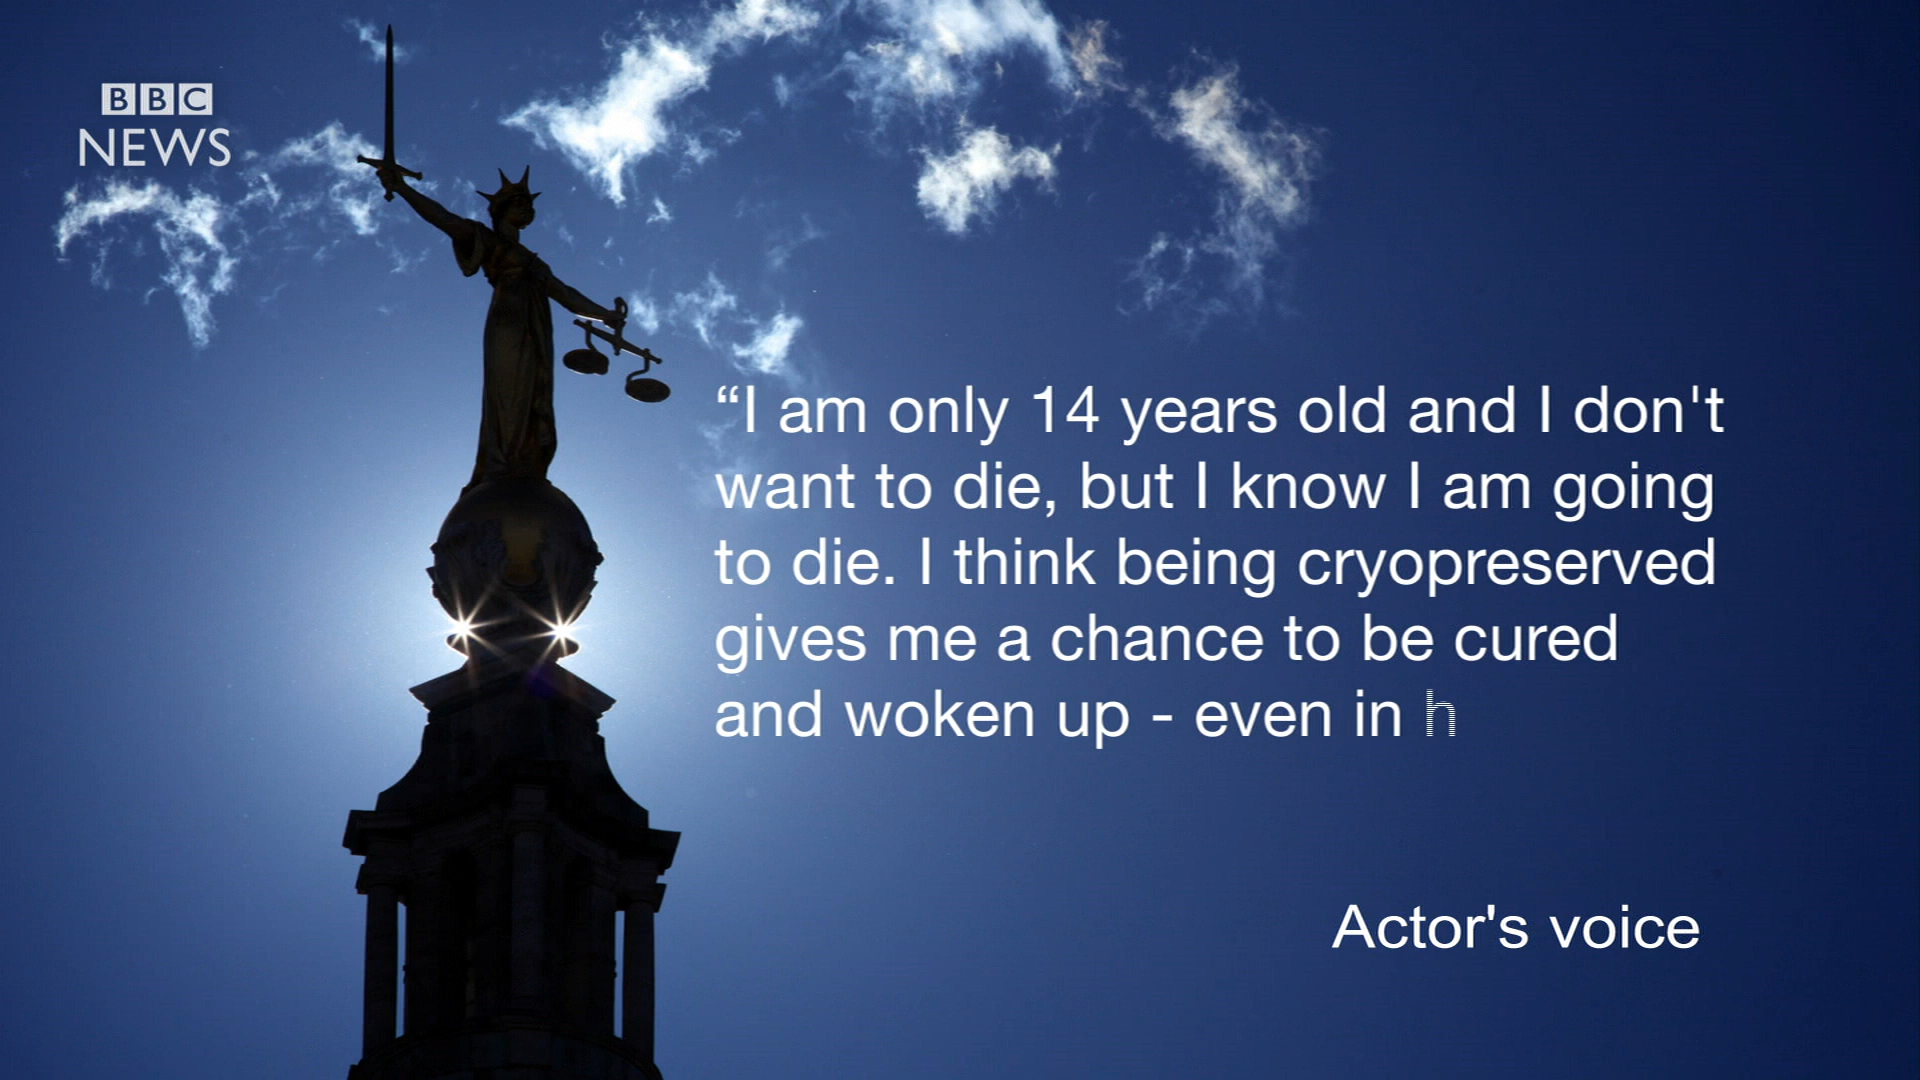 BBC
NEWS
“I am only 14 years old and I don't
want to die, but I know I am going
to die. I think being cryopreserved
gives me a chance to be cured
and woken up - even in h
Actor's voice